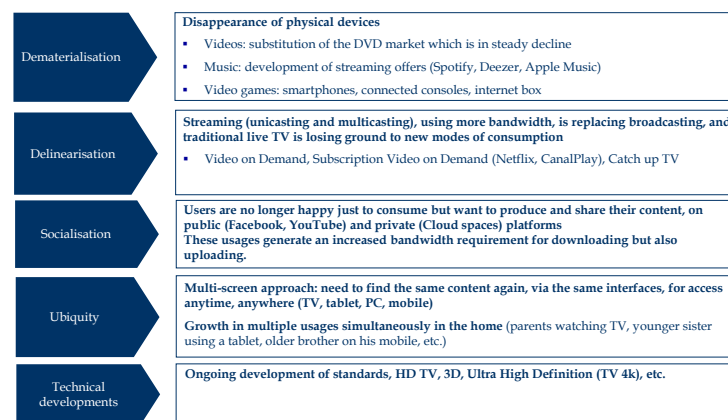 Dematerialisation
Disappearance of physical devices
▪ Videos: substitution of the DVD market which is in steady decline
▪ Music: development of streaming offers (Spotify, Deezer, Apple Music)
▪ Video games: smartphones, connected consoles, internet box
Delinearisation
Streaming (unicasting and multicasting), using more bandwidth, is replacing broadcasting, and
traditional live TV is losing ground to new modes of consumption
▪ Video on Demand, Subscription Video on Demand (Netflix, CanalPlay), Catch up TV
Socialisation
Users are no longer happy just to consume but want to produce and share their content, on
public (Facebook, YouTube) and private (Cloud spaces) platforms
These usages generate an increased bandwidth requirement for downloading but also
uploading.
Ubiquity
Multi-screen approach: need to find the same content again, via the same interfaces, for access
anytime, anywhere (TV, tablet, PC, mobile)
Growth in multiple usages simultaneously in the home (parents watching TV, younger sister
using a tablet, older brother on his mobile, etc.)
Technical
developments
Ongoing development of standards, HD TV, 3D, Ultra High Definition (TV 4k), etc.